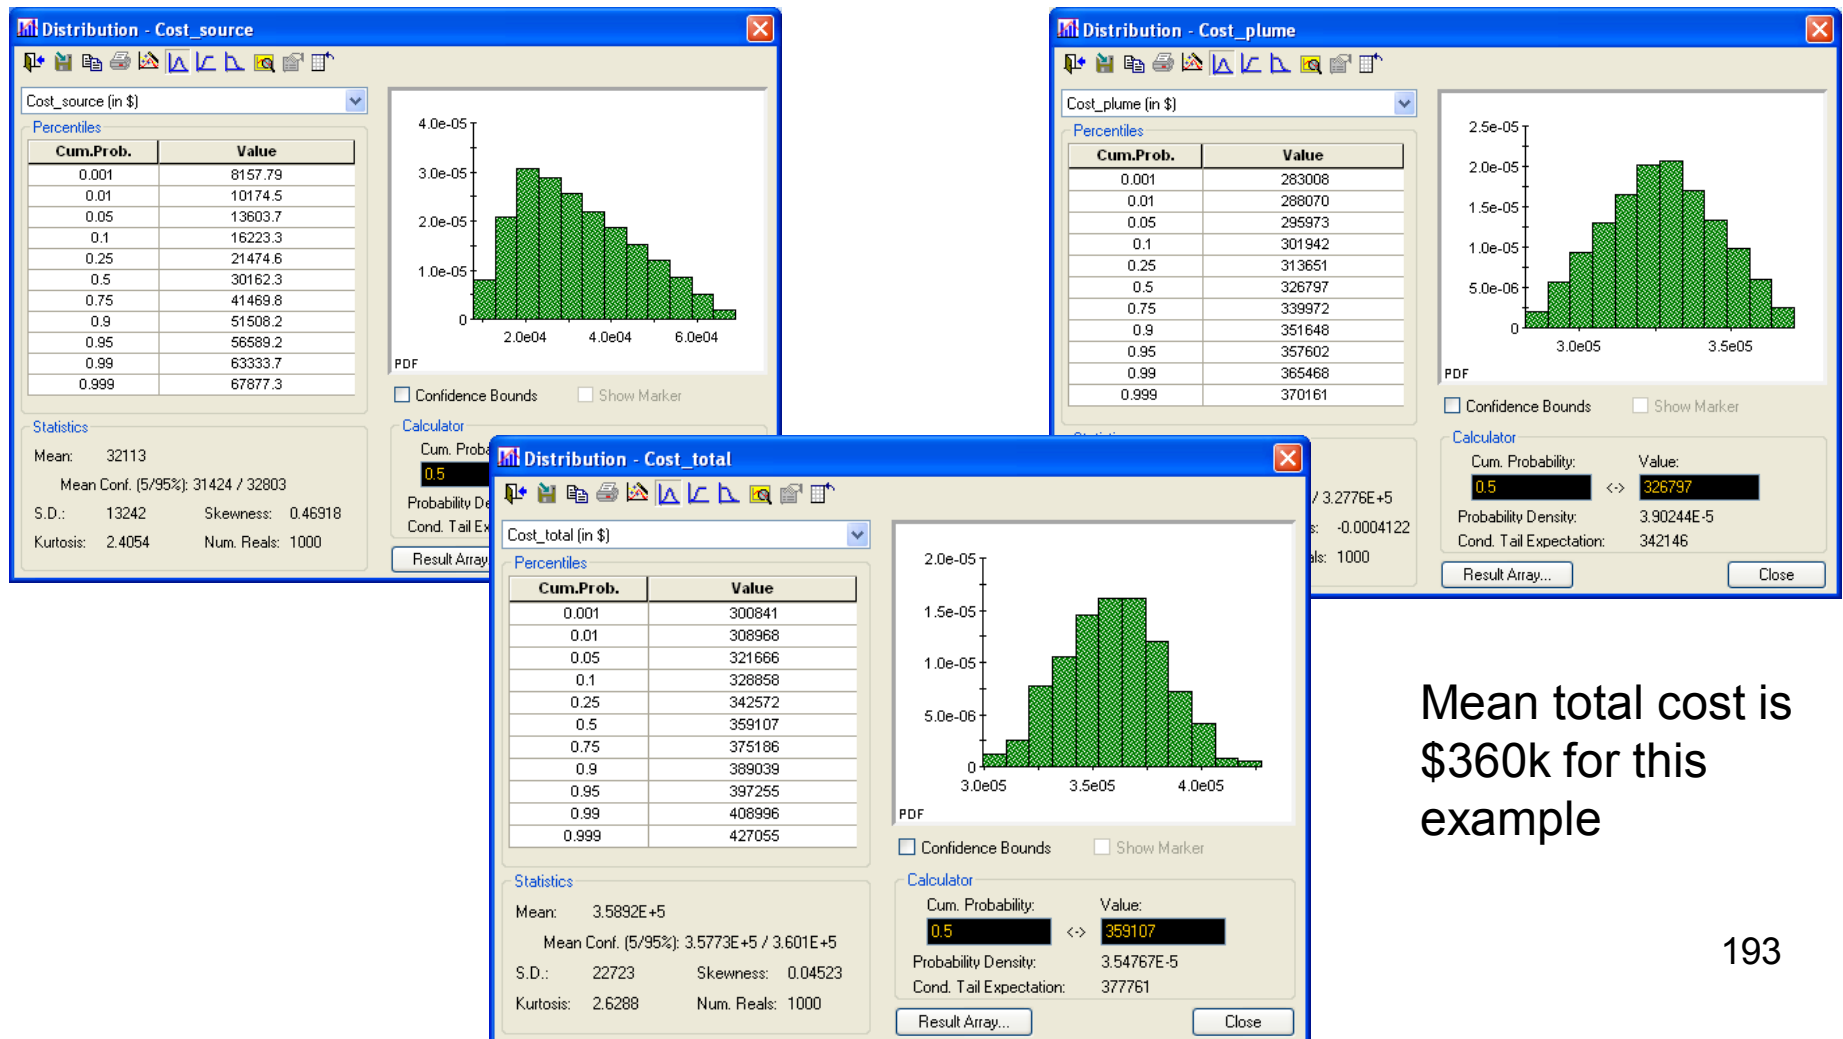 Distribution - Cost_source
Cost_source (in $)
Percentiles
Cum.Prob. Value
0.001 8157.79
0.01 10174.5
0.05 13603.7
0.1 16223.3
0.25 21474.6
0.5 30162.3
0.75 41469.8
0.9 51508.2
0.95 56589.2
0.99 63333.7
0.999 67877.3
4.0e-05
3.0e-05
2.0e-05
1.0e-05
0
2.0e04 4.0e04 6.0e04
PDF
Confidence Bounds Show Marker
Statistics
Mean: 32113
Mean Conf. (5/95%): 31424 / 32803
S.D.: 13242 Skewness: 0.46918
Kurtosis: 2.4054 Num. Reals: 1000
Calculator
Cum. Proba
0.5
Probability De
Cond. Tail Ex
Result Array
Distribution - Cost_plume
Cost_plume (in $)
Percentiles
Cum.Prob. Value
0.001 283008
0.01 288070
0.05 295973
0.1 301942
0.25 313651
0.5 326797
0.75 339972
0.9 351648
0.95 357602
0.99 365468
0.999 370161
2.5e-05
2.0e-05
1.5e-05
1.0e-05
5.0e-06
0
3.0e05 3.5e05
PDF
Confidence Bounds Show Marker
/ 3.2776E+5
s: -0.0004122
als: 1000
Calculator
Cum. Probability: Value:
0.5 <-> 326797
Probability Density: 3.90244E-5
Cond. Tail Expectation: 342146
Result Array... Close
Distribution - Cost_total
Cost_total (in $)
Percentiles
Cum.Prob. Value
0.001 300841
0.01 308968
0.05 321666
0.1 328858
0.25 342572
0.5 359107
0.75 375186
0.9 389039
0.95 397255
0.99 408996
0.999 427055
2.0e-05
1.5e-05
1.0e-05
5.0e-06
0
3.0e05 3.5e05 4.0e05
PDF
Confidence Bounds Show Marker
Statistics
Mean: 3.5892E+5
Mean Conf. (5/95%): 3.5773E+5 / 3.601E+5
S.D.: 22723 Skewness: 0.04523
Kurtosis: 2.6288 Num. Reals: 1000
Calculator
Cum. Probability: Value:
0.5 <-> 359107
Probability Density: 3.54767E-5
Cond. Tail Expectation: 377761
Result Array... Close
Mean total cost is
$360k for this
example
193